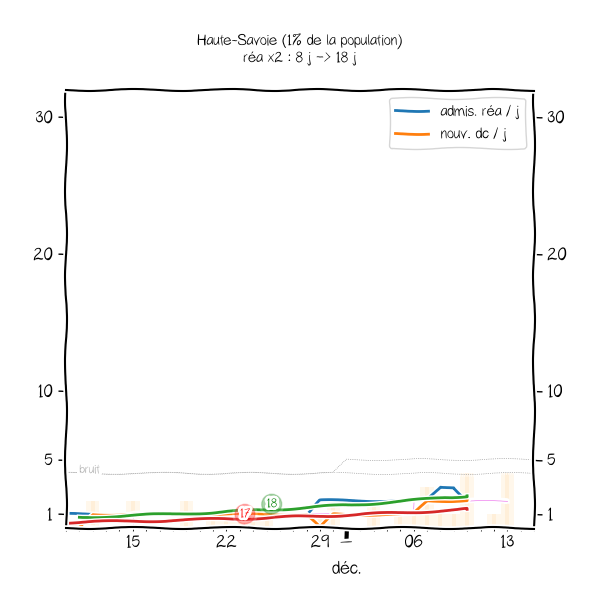 Haute-Savoie (1% de la population)
réa x2 : 8 j -> 18 j
admis. réa / j
nouv. dc / j
30
30
20
20
10
10
5
5
bruit
18
17
1
1
15
22
29
06
13
déc.